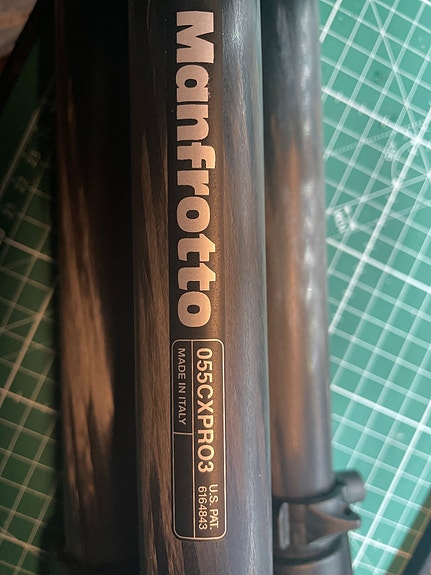 Manfrotto
055CXPRO3
MADE IN ITALY
U.S. PAT.
6164843